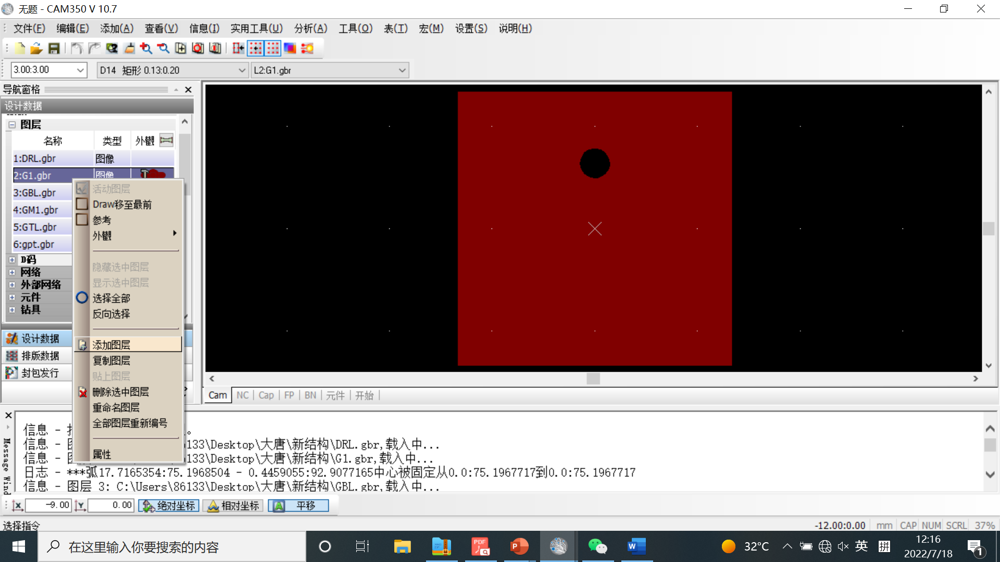 无题 - CAM350 V 10.7
文件(F) 编辑(E) 添加(A) 查看(V) 信息(I) 实用工具(U) 分析(A) 工具(O) 表(T) 宏(M) 设置(S) 说明(H)
3.00:3.00 D14 矩形 0.13:0.20 L2:G1.gbr
导航窗格
设计数据
图层
名称 类型 外觀
1:DRL.gbr 图像
2:G1.gbr 图像
3:GBL.gbr
4:GM1.gbr
5:GTL.gbr
6:gpt.gbr
D码
网络
外部网络
元件
钻具
设计数据
排版数据
封包发行
活动图层
Draw移至最前
参考
外觀
隐藏选中图层
显示选中图层
选择全部
反向选择
添加图层
复制图层
贴上图层
删除选中图层
重命名图层
全部图层重新编号
属性
Cam NC Cap FP BN 元件 开始
Message Wind
信息 - 。
信息 - 133\Desktop\大唐\新结构\DRL.gbr,载入中...
信息 - 133\Desktop\大唐\新结构\G1.gbr,载入中...
日志 - ***弧17.7165354:75.1968504 - 0.4459055:92.9077165中心被固定从0.0:75.1967717到0.0:75.1967717
信息 - 图层 3: C:\Users\86133\Desktop\大唐\新结构\GBL.gbr,载入中...
X -9.00 Y 0.00 绝对坐标 相对坐标 A 平移
选择指令 -12.00:0.00 mm CAP NUM SCRL 37%
在这里输入你要搜索的内容 PDF P W 32°C 英 拼 12:16
2022/7/18 1